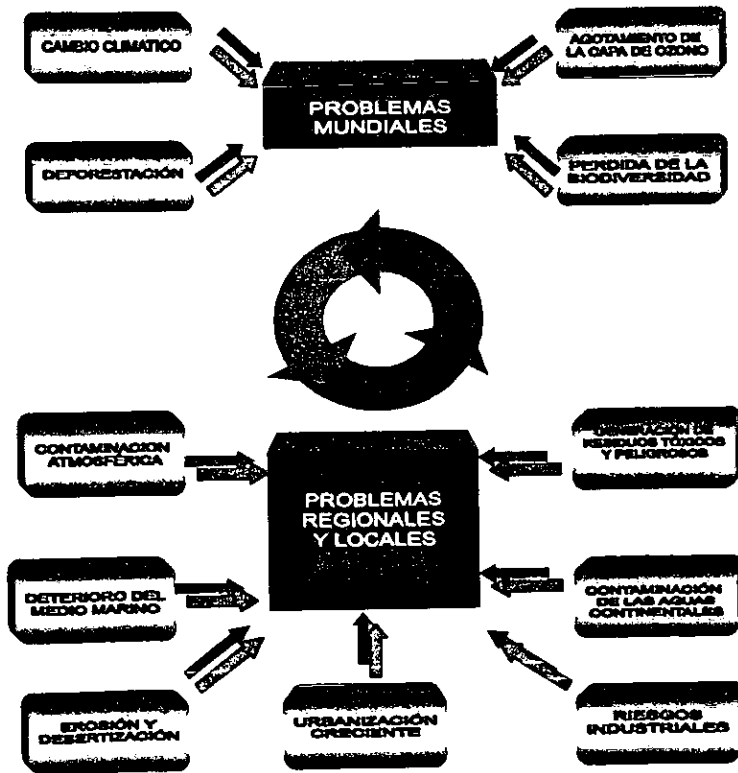 CAMBIO CLIMATICO
AGOTAMIENTO DE
LA CAPA DE OZONO
PROBLEMAS
MUNDIALES
DEFORESTACIÓN
PERDIDA DE LA
BIODIVERSIDAD
CONTAMINACION
ATMOSFÉRICA
GENERACIÓN DE
RESIDUOS TÓXICOS
Y PELIGROSOS
PROBLEMAS
REGIONALES
Y LOCALES
DETERIORO DEL
MEDIO MARINO
CONTAMINACIÓN
DE LAS AGUAS
CONTINENTALES
EROSIÓN Y
DESERTIZACIÓN
URBANIZACIÓN
CRECIENTE
RIESGOS
INDUSTRIALES